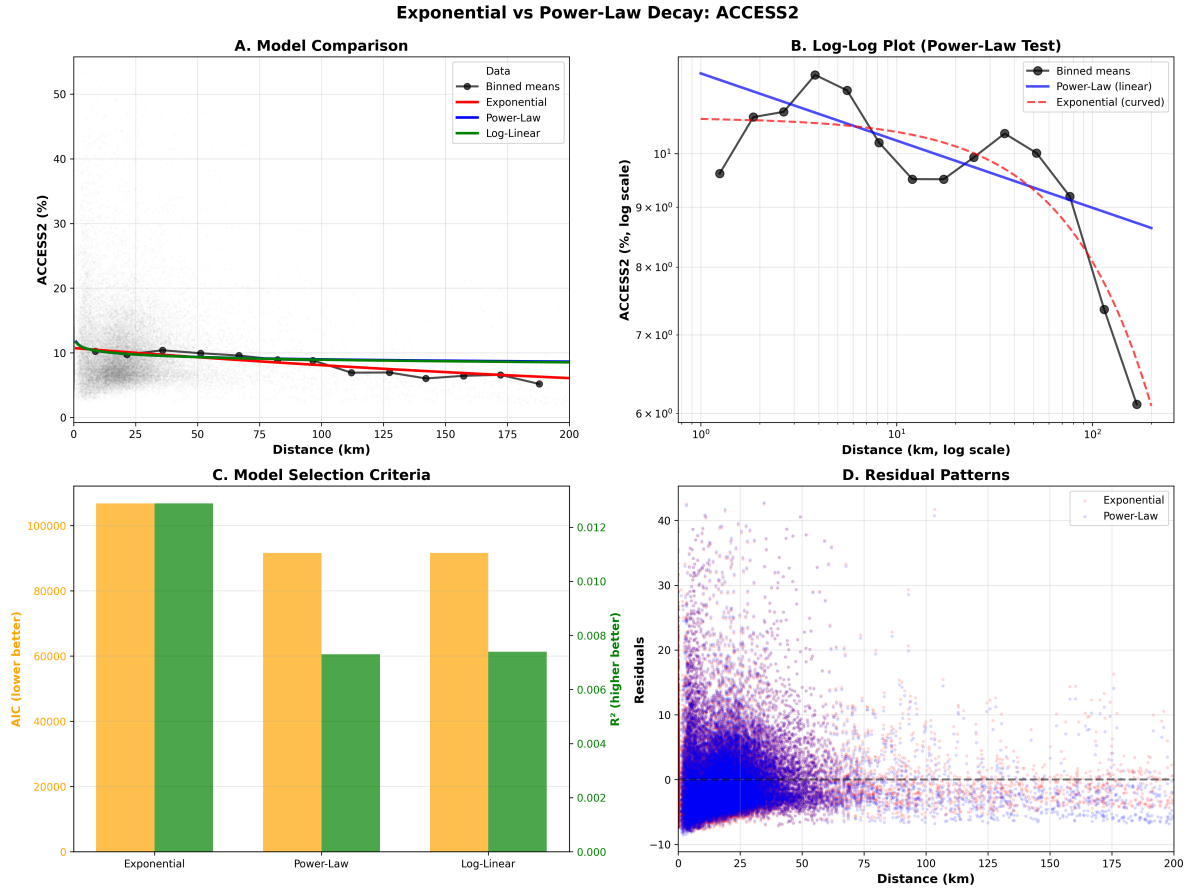 Exponential vs Power-Law Decay: ACCESS2
A. Model Comparison
Data
Binned means
Exponential
Power-Law
Log-Linear
ACCESS2 (%)
50
40
30
20
10
0
0 25 50 75 100 125 150 175 200
Distance (km)
B. Log-Log Plot (Power-Law Test)
Binned means
Power-Law (linear)
Exponential (curved)
ACCESS2 (%, log scale)
10¹
9 × 10⁰
8 × 10⁰
7 × 10⁰
6 × 10⁰
10⁰ 10¹ 10²
Distance (km, log scale)
C. Model Selection Criteria
AIC (lower better)
100000
80000
60000
40000
20000
0
R² (higher better)
0.012
0.010
0.008
0.006
0.004
0.002
0.000
Exponential Power-Law Log-Linear
D. Residual Patterns
Exponential
Power-Law
Residuals
40
30
20
10
0
−10
0 25 50 75 100 125 150 175 200
Distance (km)